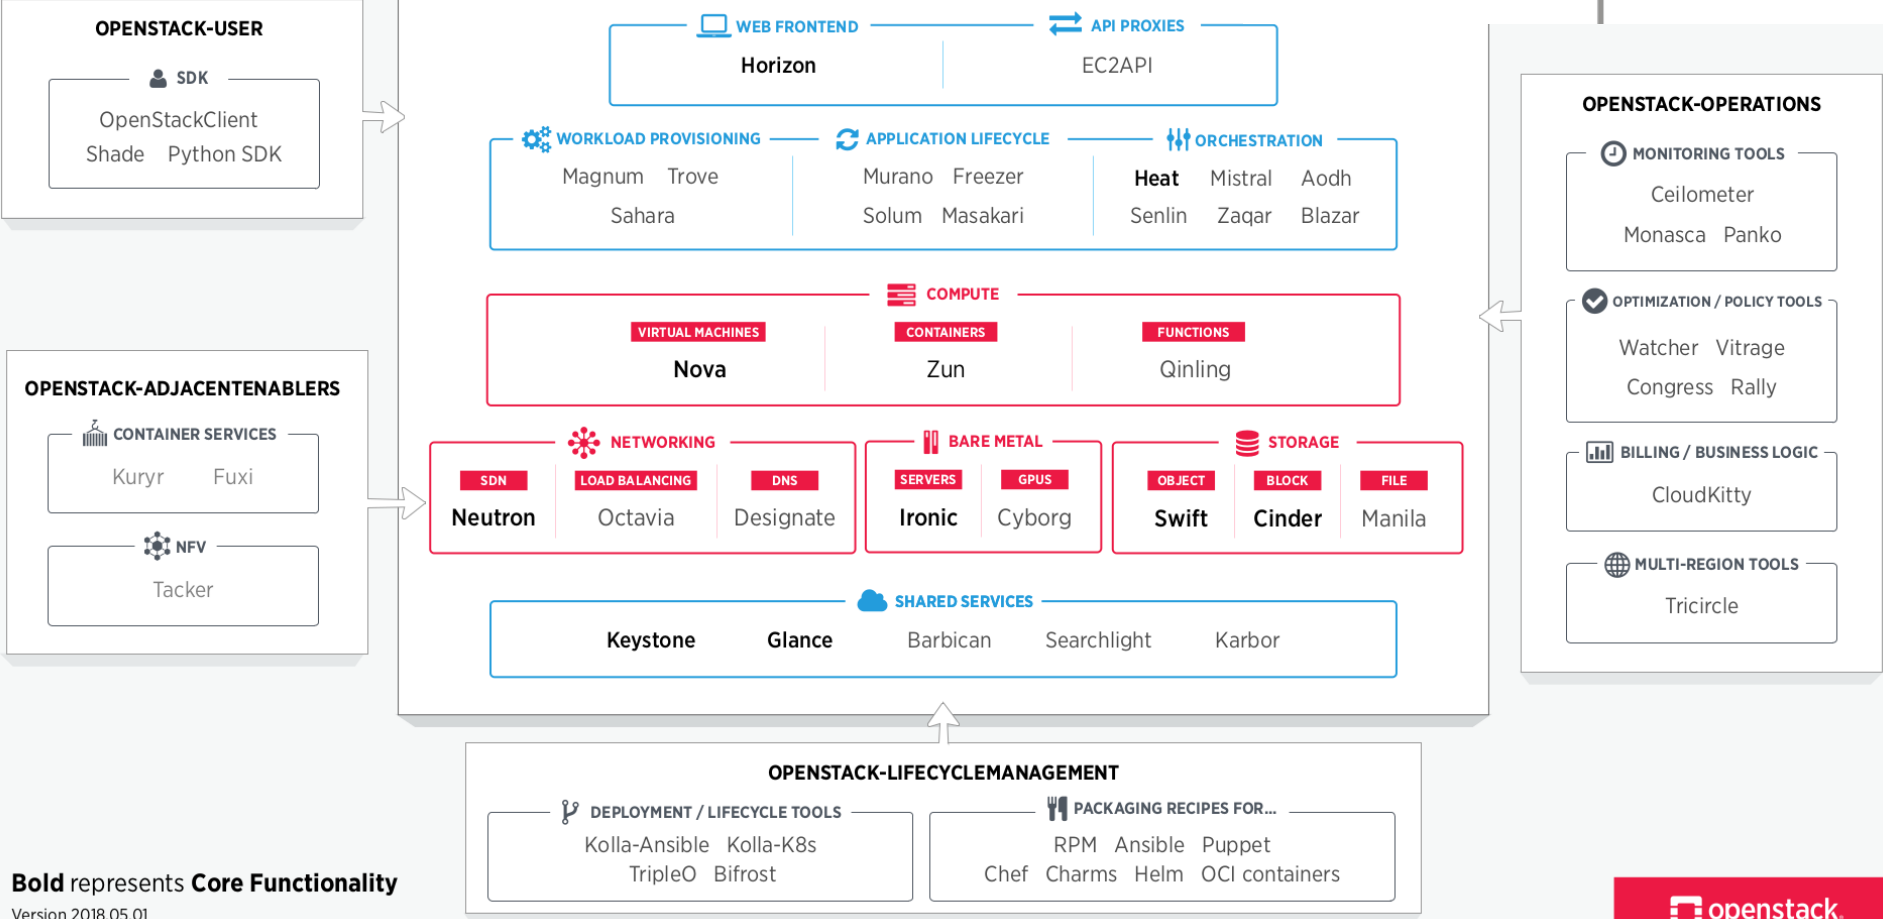 OPENSTACK-USER
SDK
OpenStackClient
Shade Python SDK
OPENSTACK-ADJACENTENABLERS
CONTAINER SERVICES
Kuryr Fuxi
NFV
Tacker
WEB FRONTEND
Horizon
API PROXIES
EC2API
WORKLOAD PROVISIONING
Magnum Trove
Sahara
APPLICATION LIFECYCLE
Murano Freezer
Solum Masakari
ORCHESTRATION
Heat Mistral Aodh
Senlin Zaqar Blazar
COMPUTE
VIRTUAL MACHINES
Nova
CONTAINERS
Zun
FUNCTIONS
Qinling
NETWORKING
SDN
Neutron
LOAD BALANCING
Octavia
DNS
Designate
BARE METAL
SERVERS
Ironic
GPUS
Cyborg
STORAGE
OBJECT
Swift
BLOCK
Cinder
FILE
Manila
SHARED SERVICES
Keystone Glance Barbican Searchlight Karbor
OPENSTACK-OPERATIONS
MONITORING TOOLS
Ceilometer
Monasca Panko
OPTIMIZATION / POLICY TOOLS
Watcher Vitrage
Congress Rally
BILLING / BUSINESS LOGIC
CloudKitty
MULTI-REGION TOOLS
Tricircle
OPENSTACK-LIFECYCLEMANAGEMENT
DEPLOYMENT / LIFECYCLE TOOLS
Kolla-Ansible Kolla-K8s
TripleO Bifrost
PACKAGING RECIPES FOR...
RPM Ansible Puppet
Chef Charms Helm OCI containers
Bold represents Core Functionality
Version 2018.05.01
openstack.